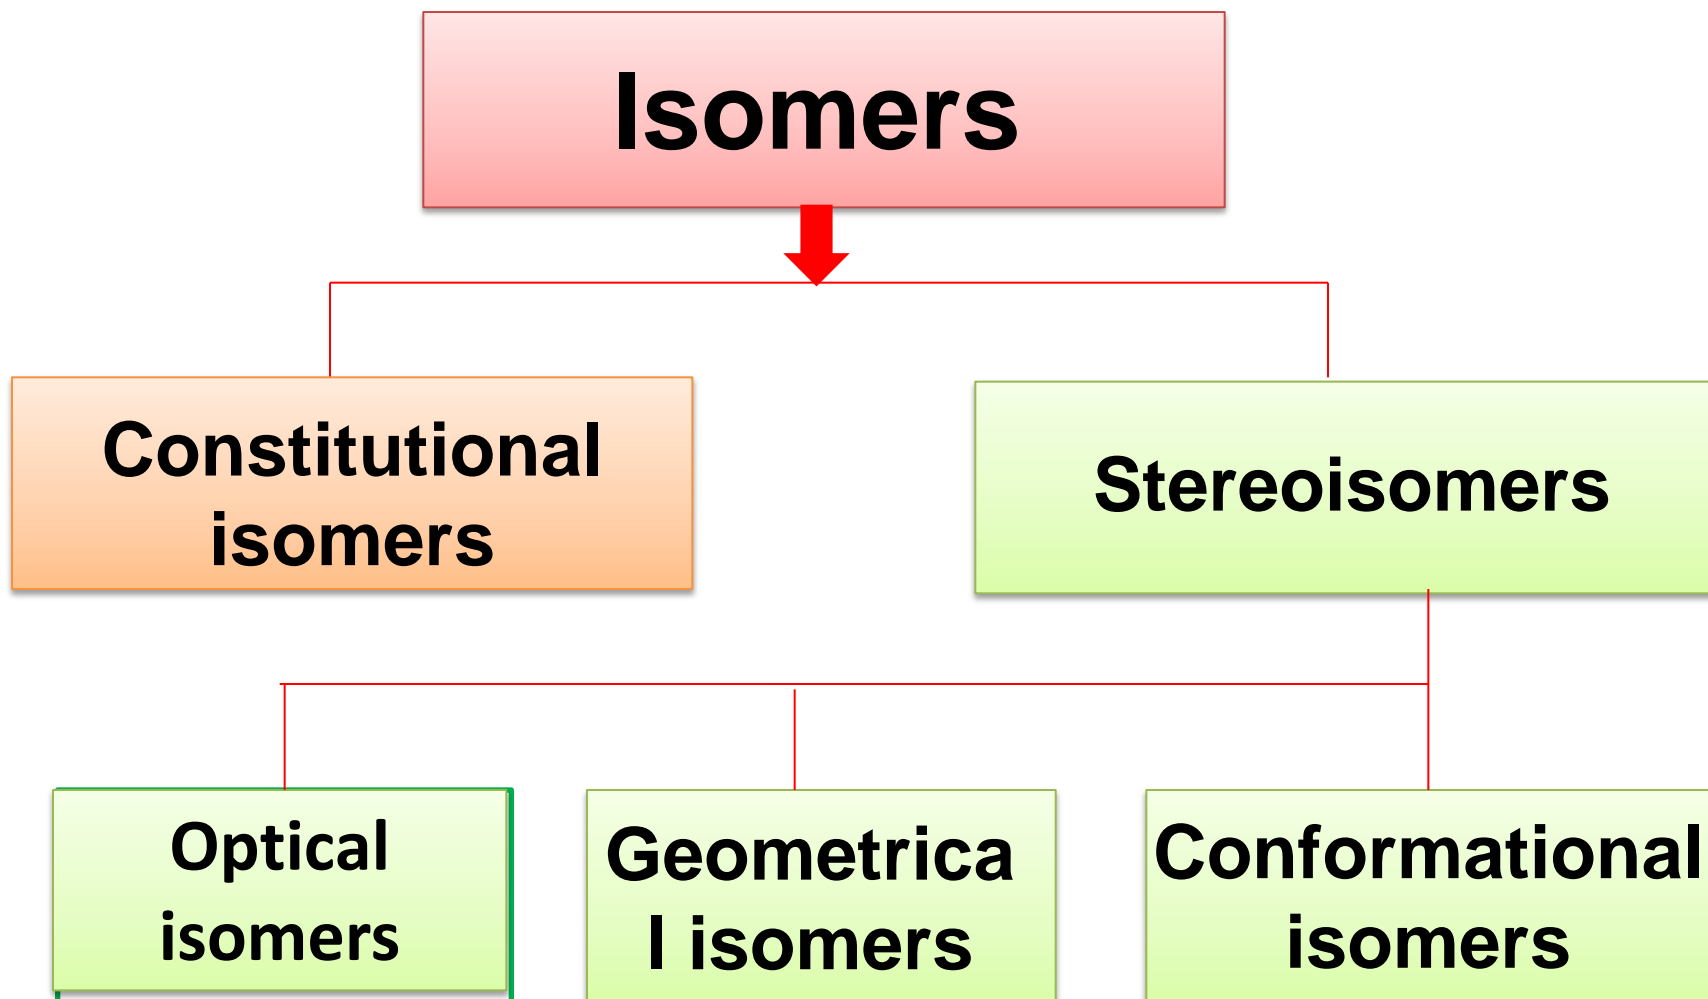 Isomers
Constitutional
isomers
Stereoisomers
Optical
isomers
Geometrica
l isomers
Conformational
isomers